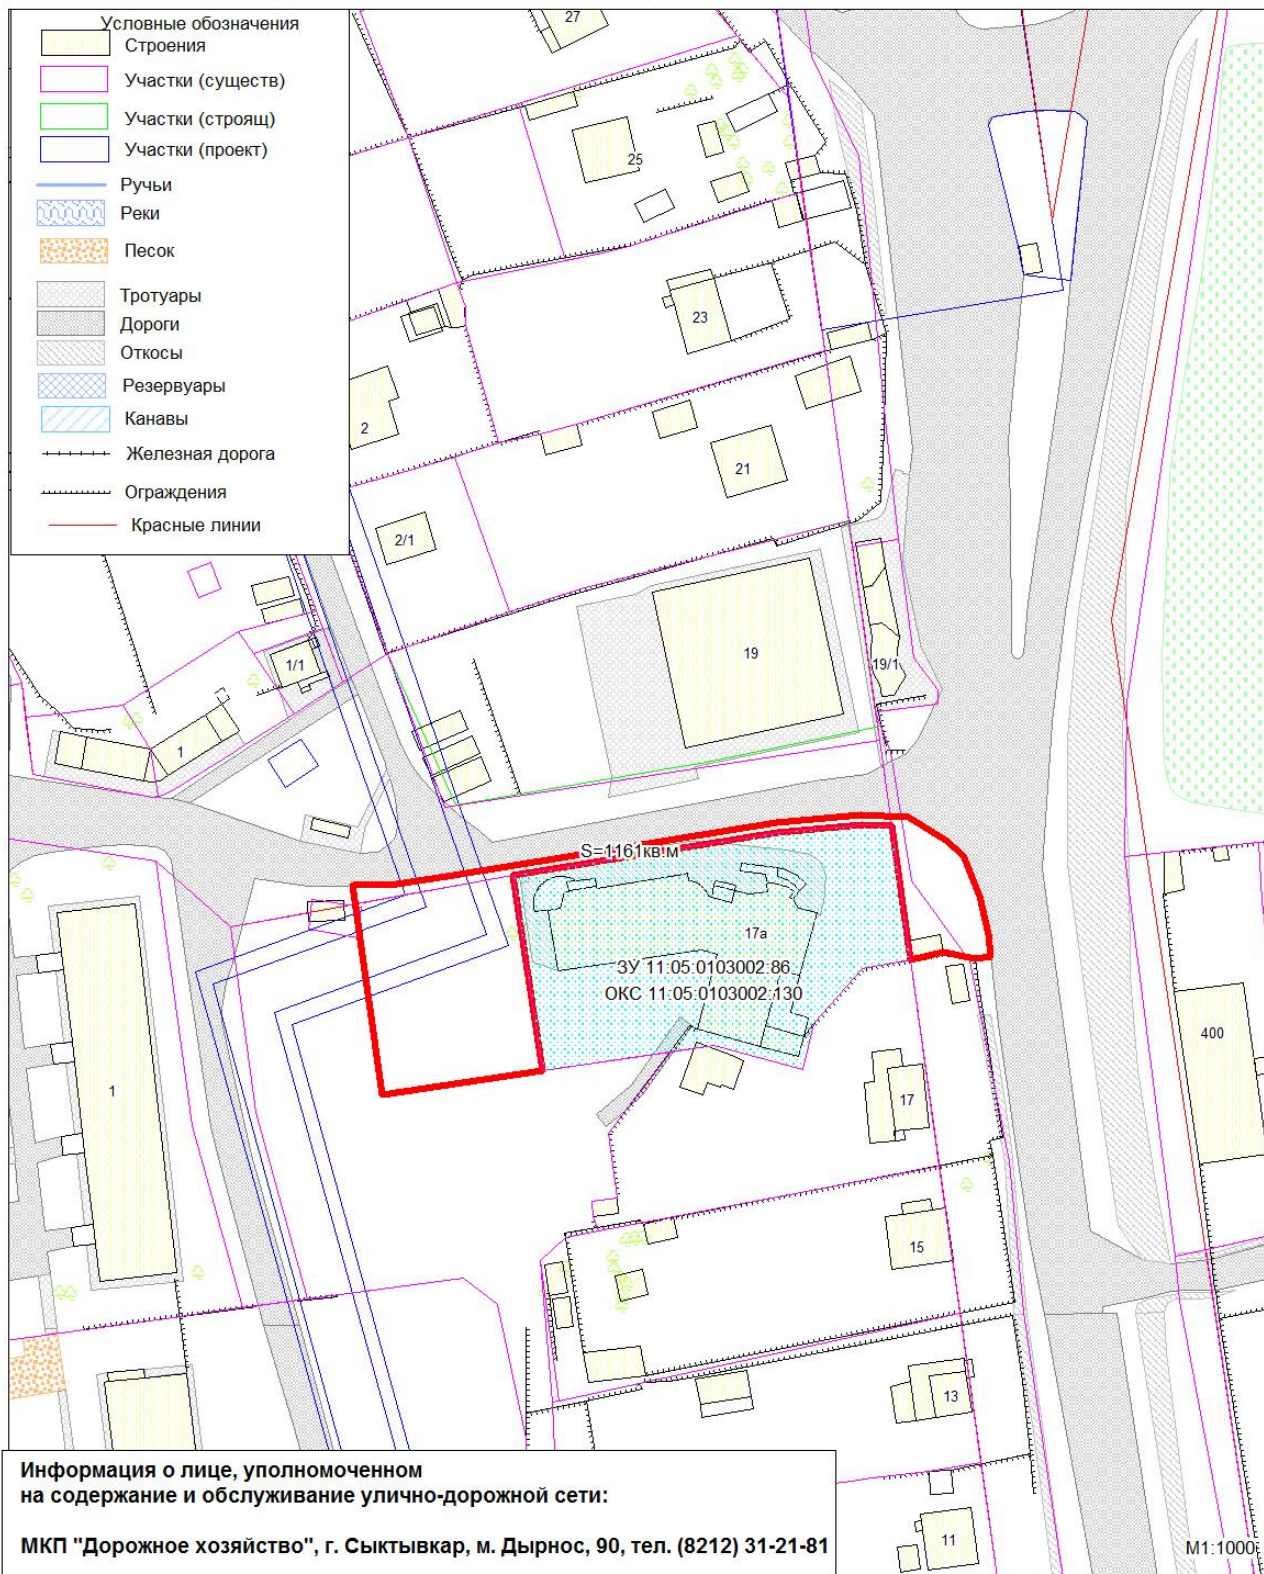 Условные обозначения
Строения
Участки (существ)
Участки (строящ)
Участки (проект)
Ручьи
Реки
Песок
Тротуары
Дороги
Откосы
Резервуары
Канавы
Железная дорога
Ограждения
Красные линии
27
25
23
2
21
2/1
19
19/1
1/1
1
S=1161кв.м
17а
ЗУ 11:05:0103002:86
ОКС 11:05:0103002:130
400
1
17
15
13
11
Информация о лице, уполномоченном
на содержание и обслуживание улично-дорожной сети:
МКП "Дорожное хозяйство", г. Сыктывкар, м. Дырнос, 90, тел. (8212) 31-21-81
М1:1000